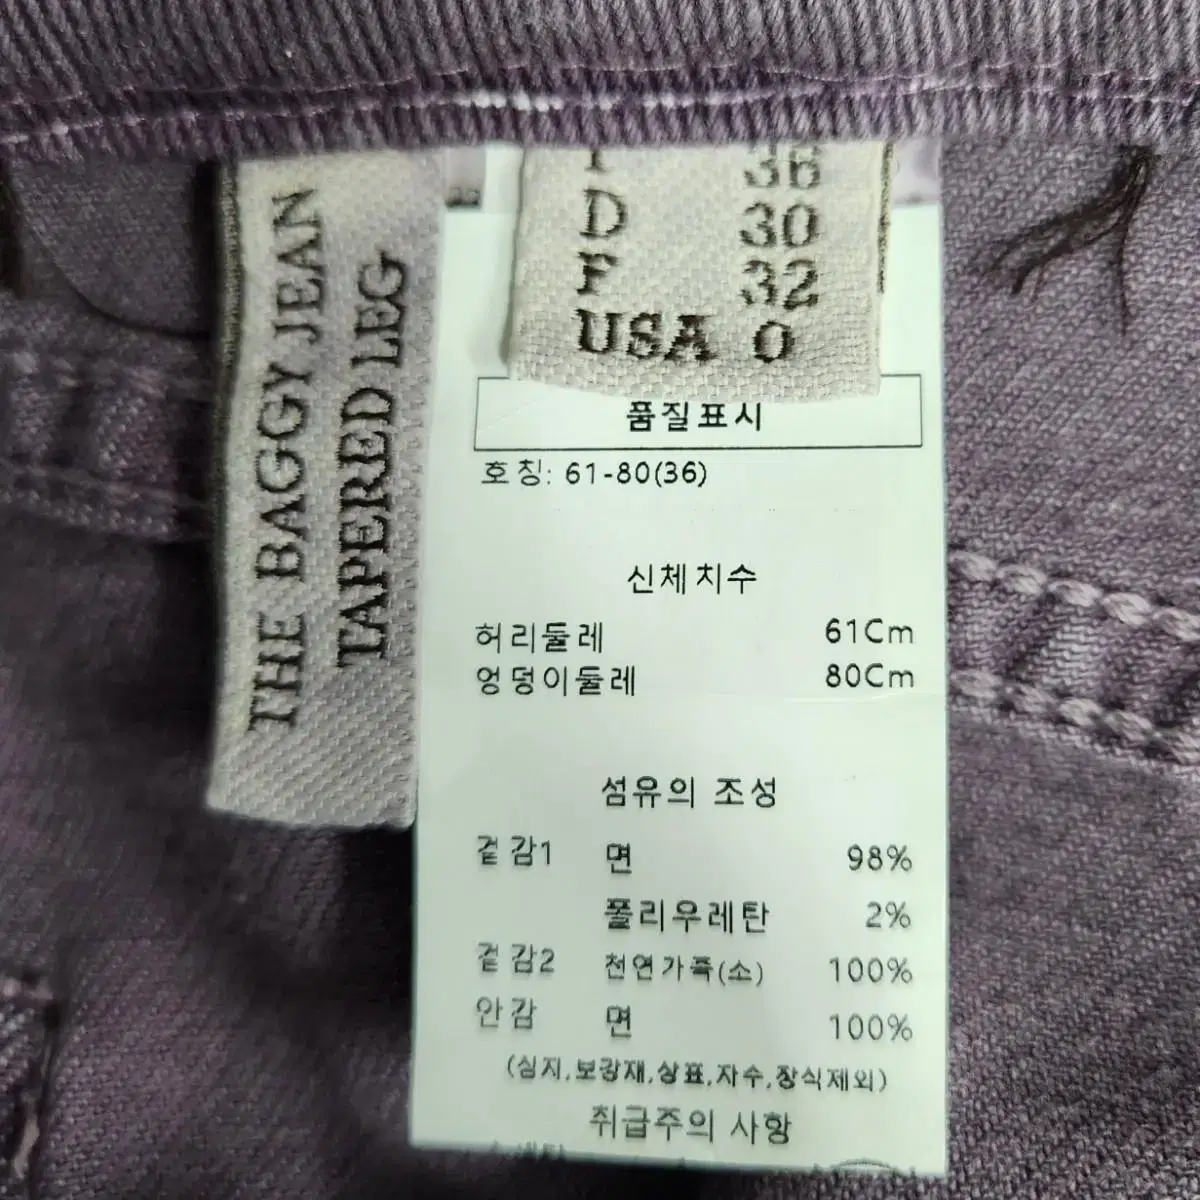 THE BAGGY JEAN
TAPERED LEG
I 36
D 30
F 32
USA 0
품질표시
호칭: 61-80(36)
신체치수
허리둘레 61Cm
엉덩이둘레 80Cm
섬유의 조성
겉감1 면 98%
폴리우레탄 2%
겉감2 천연가죽(소) 100%
안감 면 100%
(심지,보강재,상표,자수,장식제외)
취급주의 사항